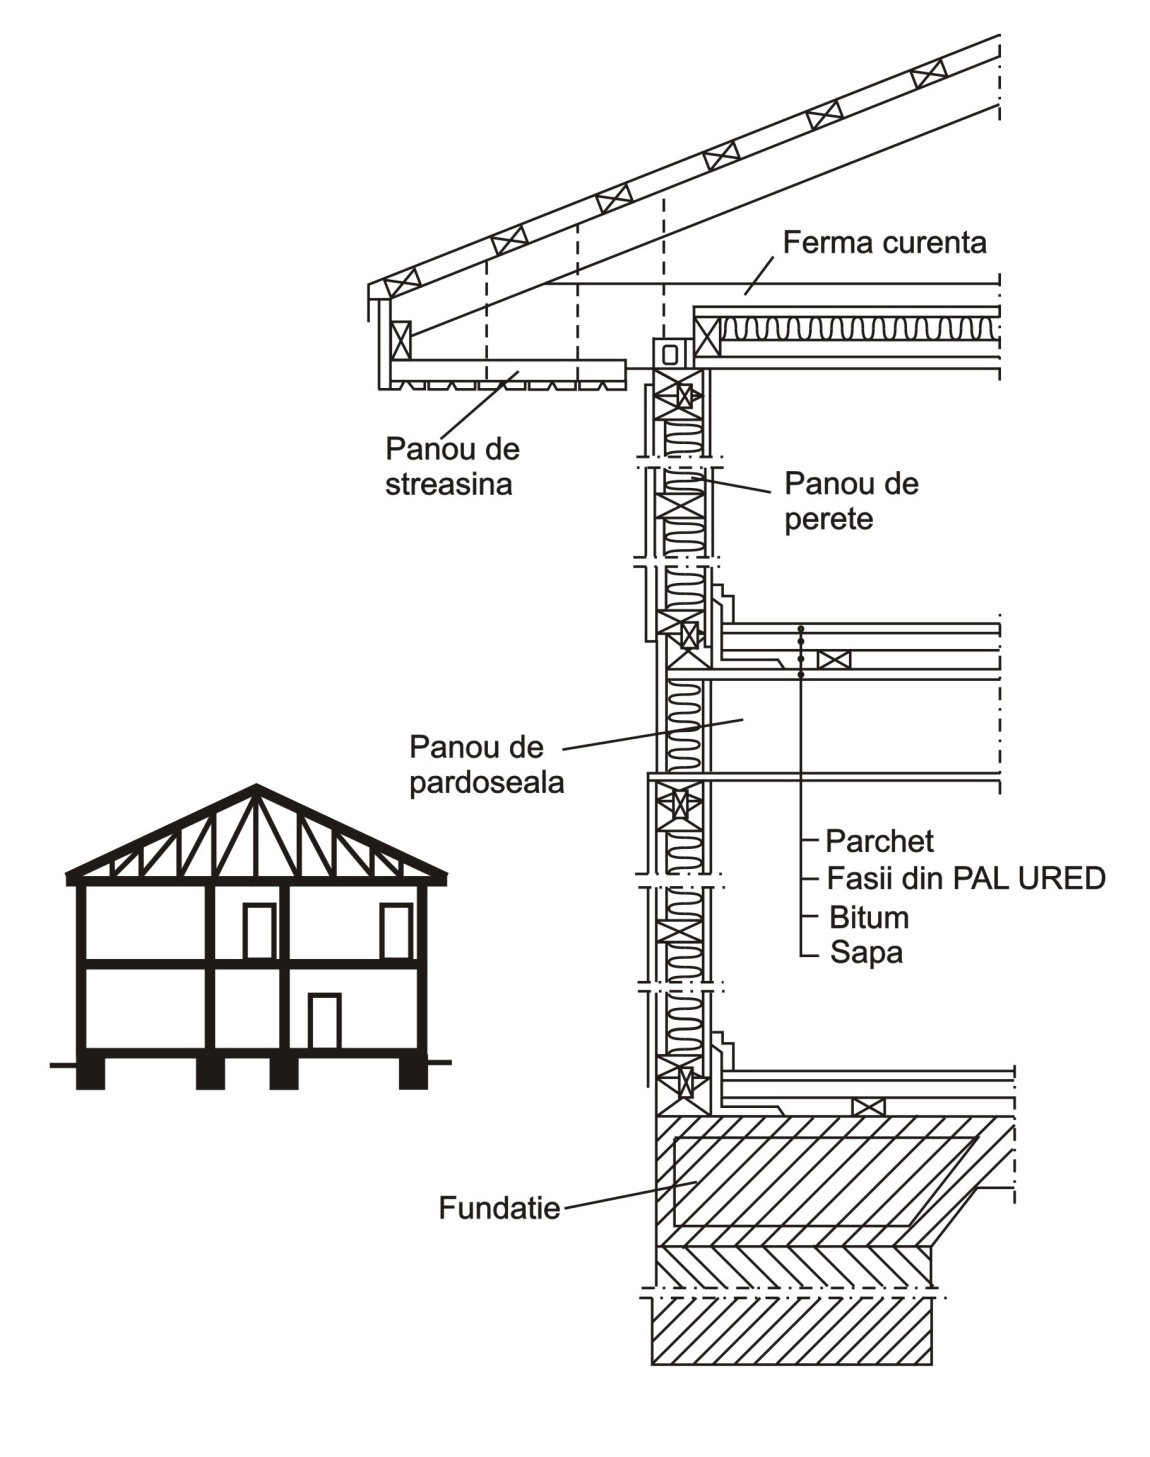 Ferma curenta
Panou de
streasina
Panou de
perete
Panou de
pardoseala
Parchet
Fasii din PAL URED
Bitum
Sapa
Fundatie